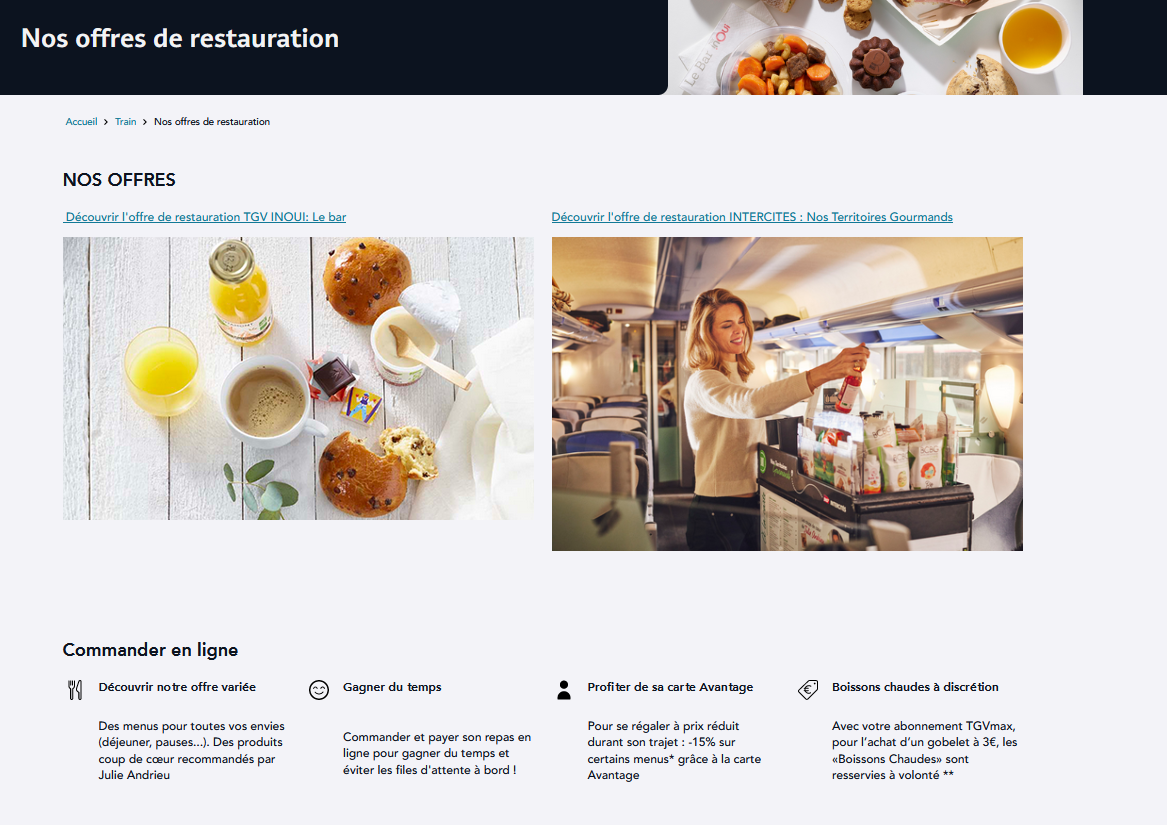 Nos offres de restauration
Le Bar inOui
Accueil > Train > Nos offres de restauration
NOS OFFRES
Découvrir l'offre de restauration TGV INOUI: Le bar
Découvrir l'offre de restauration INTERCITES : Nos Territoires Gourmands
Commander en ligne
Découvrir notre offre variée
Des menus pour toutes vos envies
(déjeuner, pauses...). Des produits
coup de cœur recommandés par
Julie Andrieu
Gagner du temps
Commander et payer son repas en
ligne pour gagner du temps et
éviter les files d'attente à bord !
Profiter de sa carte Avantage
Pour se régaler à prix réduit
durant son trajet : -15% sur
certains menus* grâce à la carte
Avantage
Boissons chaudes à discrétion
Avec votre abonnement TGVmax,
pour l’achat d’un gobelet à 3€, les
«Boissons Chaudes» sont
resservies à volonté **